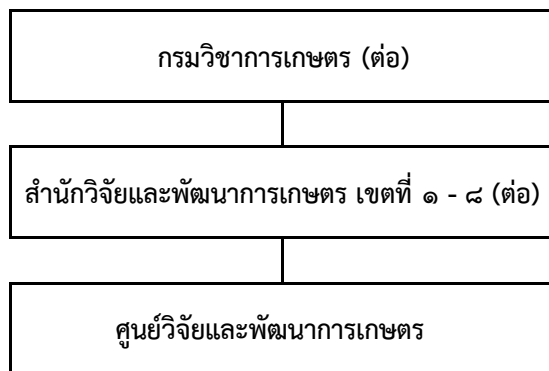 กรมวิชาการเกษตร (ต่อ)
สำนักวิจัยและพัฒนาการเกษตร เขตที่ ๑ - ๘ (ต่อ)
ศูนย์วิจัยและพัฒนาการเกษตร